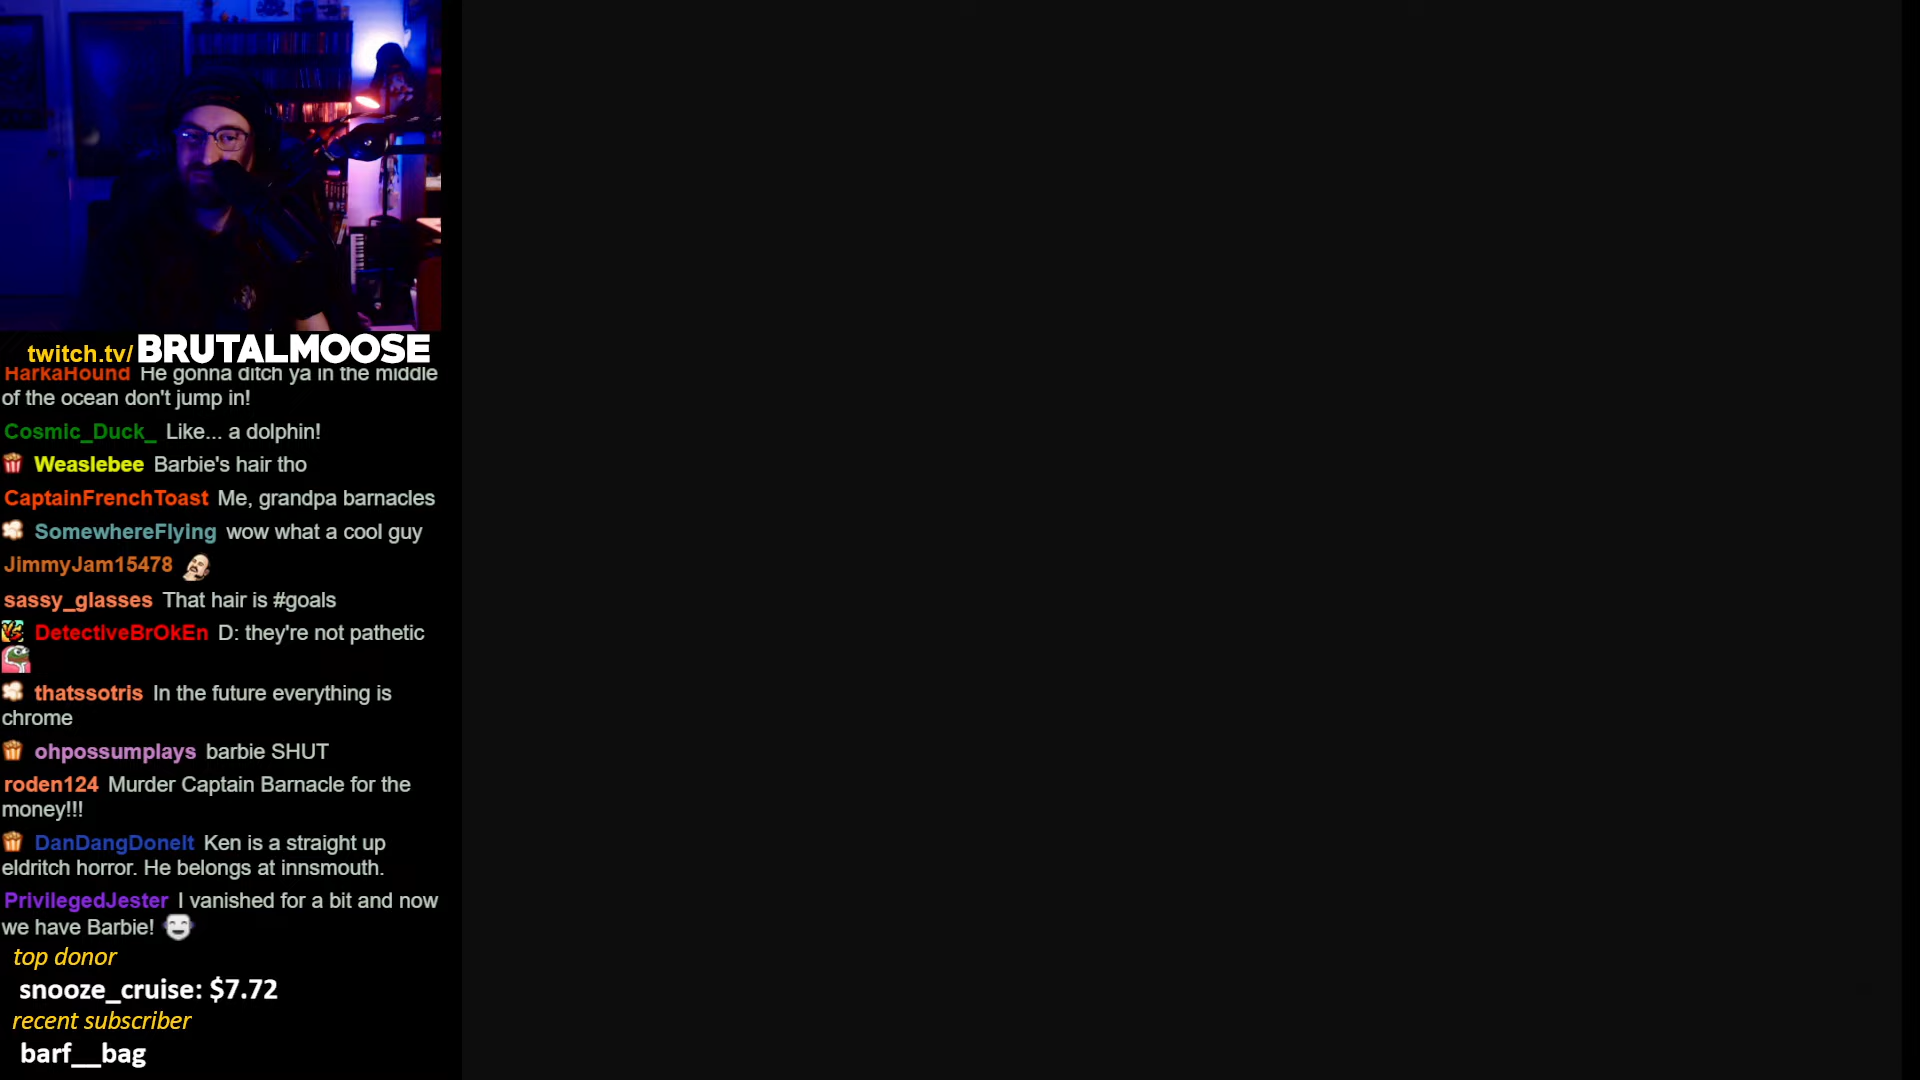 twitch.tv/BRUTALMOOSE
HarkaHound He gonna ditch ya in the middle
of the ocean don't jump in!
Cosmic_Duck_ Like... a dolphin!
Weaslebee Barbie's hair tho
CaptainFrenchToast Me, grandpa barnacles
SomewhereFlying wow what a cool guy
JimmyJam15478
sassy_glasses That hair is #goals
DetectiveBrOkEn D: they're not pathetic
thatssotris In the future everything is
chrome
ohpossumplays barbie SHUT
roden124 Murder Captain Barnacle for the
money!!!
DanDangDoneIt Ken is a straight up
eldritch horror. He belongs at innsmouth.
PrivilegedJester I vanished for a bit and now
we have Barbie!
top donor
snooze_cruise: $7.72
recent subscriber
barf__bag